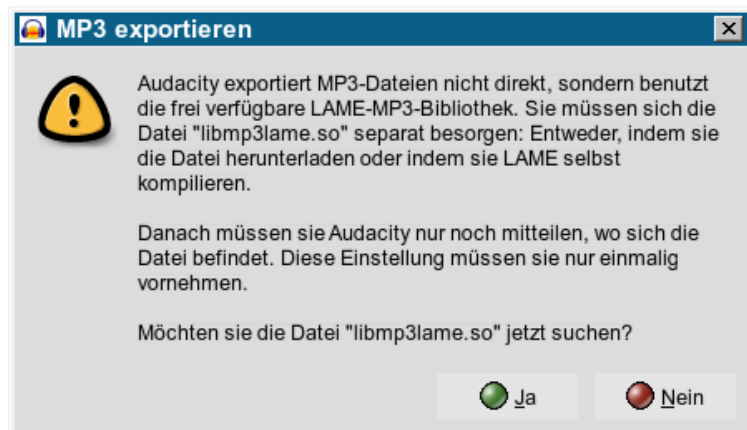 MP3 exportieren
Audacity exportiert MP3-Dateien nicht direkt, sondern benutzt
die frei verfügbare LAME-MP3-Bibliothek. Sie müssen sich die
Datei "libmp3lame.so" separat besorgen: Entweder, indem sie
die Datei herunterladen oder indem sie LAME selbst
kompilieren.
Danach müssen sie Audacity nur noch mitteilen, wo sich die
Datei befindet. Diese Einstellung müssen sie nur einmalig
vornehmen.
Möchten sie die Datei "libmp3lame.so" jetzt suchen?
Ja Nein